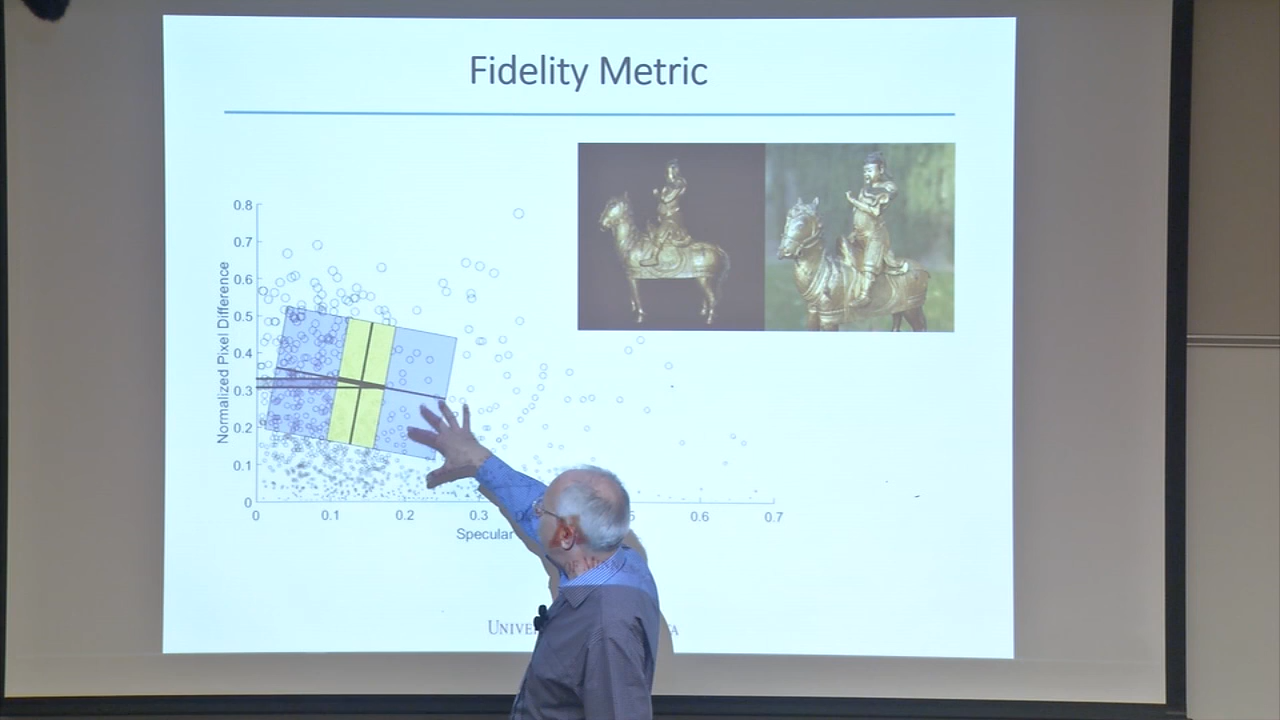 Fidelity Metric
0.8
0.7
0.6
0.5
0.4
0.3
0.2
0.1
0
Normalized Pixel Difference
0 0.1 0.2 0.3 0.6 0.7
Specular
OF